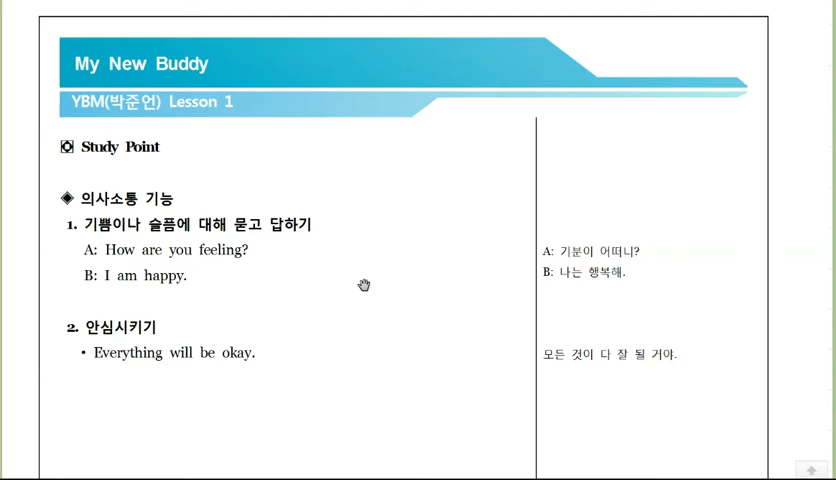 My New Buddy
YBM(박준언) Lesson 1
Study Point
◈ 의사소통 기능
1. 기쁨이나 슬픔에 대해 묻고 답하기
A: How are you feeling?
A: 기분이 어떠니?
B: I am happy.
B: 나는 행복해.
2. 안심시키기
• Everything will be okay.
모든 것이 다 잘 될 거야.